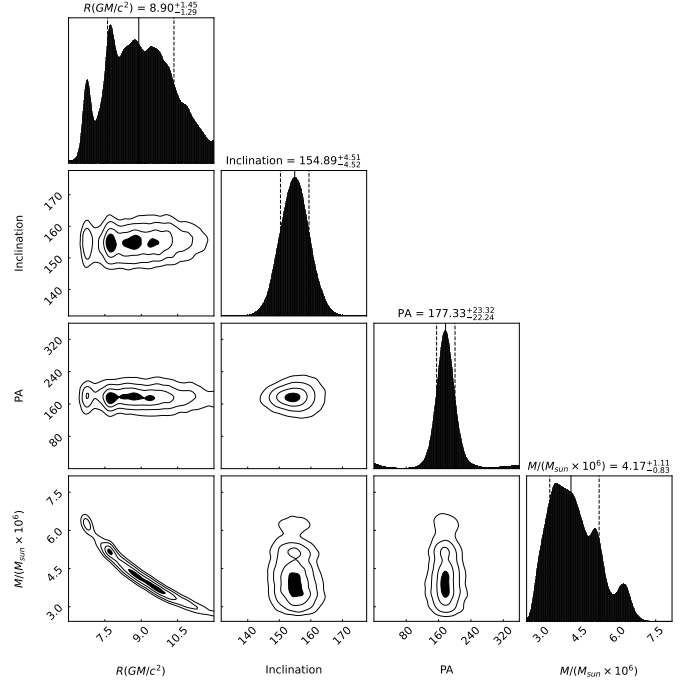 R(GM/c²) = 8.90+1.45−1.29
Inclination = 154.89+4.51−4.52
170
160
150
140
Inclination
PA = 177.33+23.32−22.24
320
240
160
80
PA
M/(Msun × 10⁶) = 4.17+1.11−0.83
7.5
6.0
4.5
3.0
M/(Msun × 10⁶)
7.5 9.0 10.5
140 150 160 170
80 160 240 320
3.0 4.5 6.0 7.5
R(GM/c²) Inclination PA M/(Msun × 10⁶)